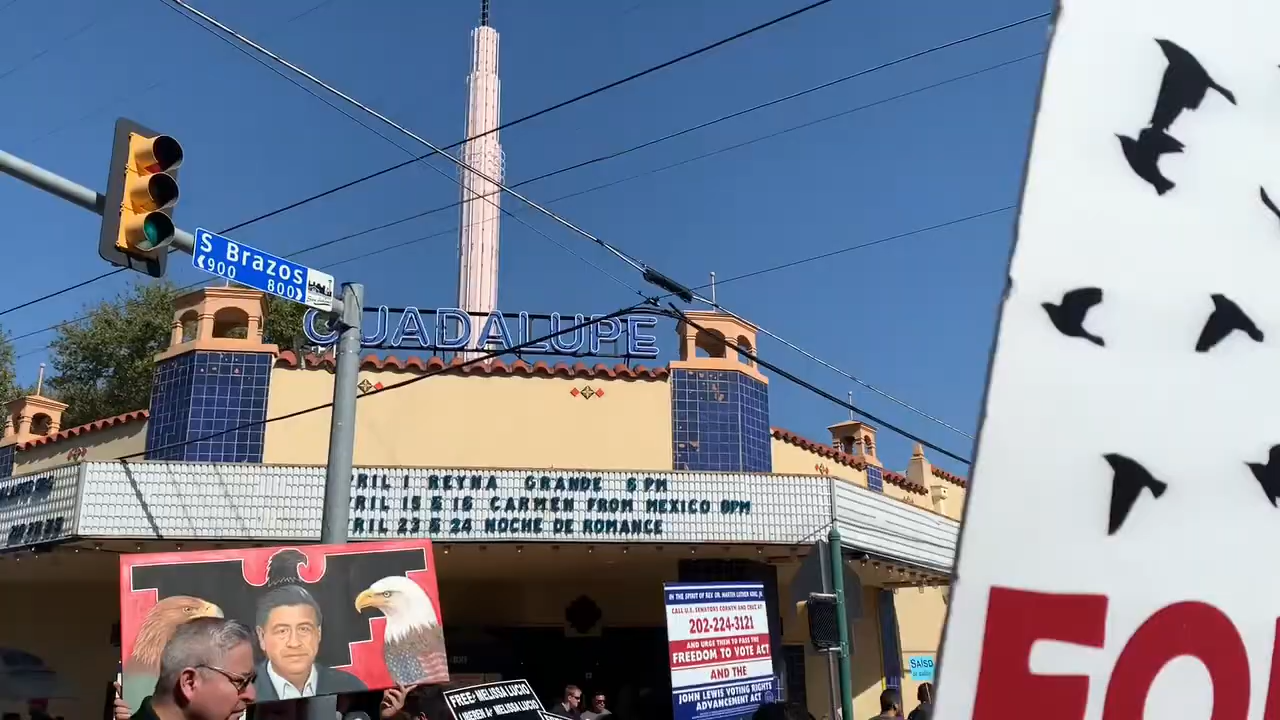 S Brazos
900 800
GUADALUPE
PRIL 1 REYNA GRANDE 6 PM
RIL 15 & 16 CARMEN FROM MEXICO 8PM
RIL 23 & 24 NOCHE DE ROMANCE
IN THE SPIRIT OF REV. DR. MARTIN LUTHER KING, JR.
CALL U.S. SENATORS CORNYN AND CRUZ AT
202-224-3121
AND URGE THEM TO PASS THE
FREEDOM TO VOTE ACT
AND THE
JOHN LEWIS VOTING RIGHTS
ADVANCEMENT ACT
FREE: MELISSA LUCIO
LIBEREN A: MELISSA LUCIO
SALSD
FO